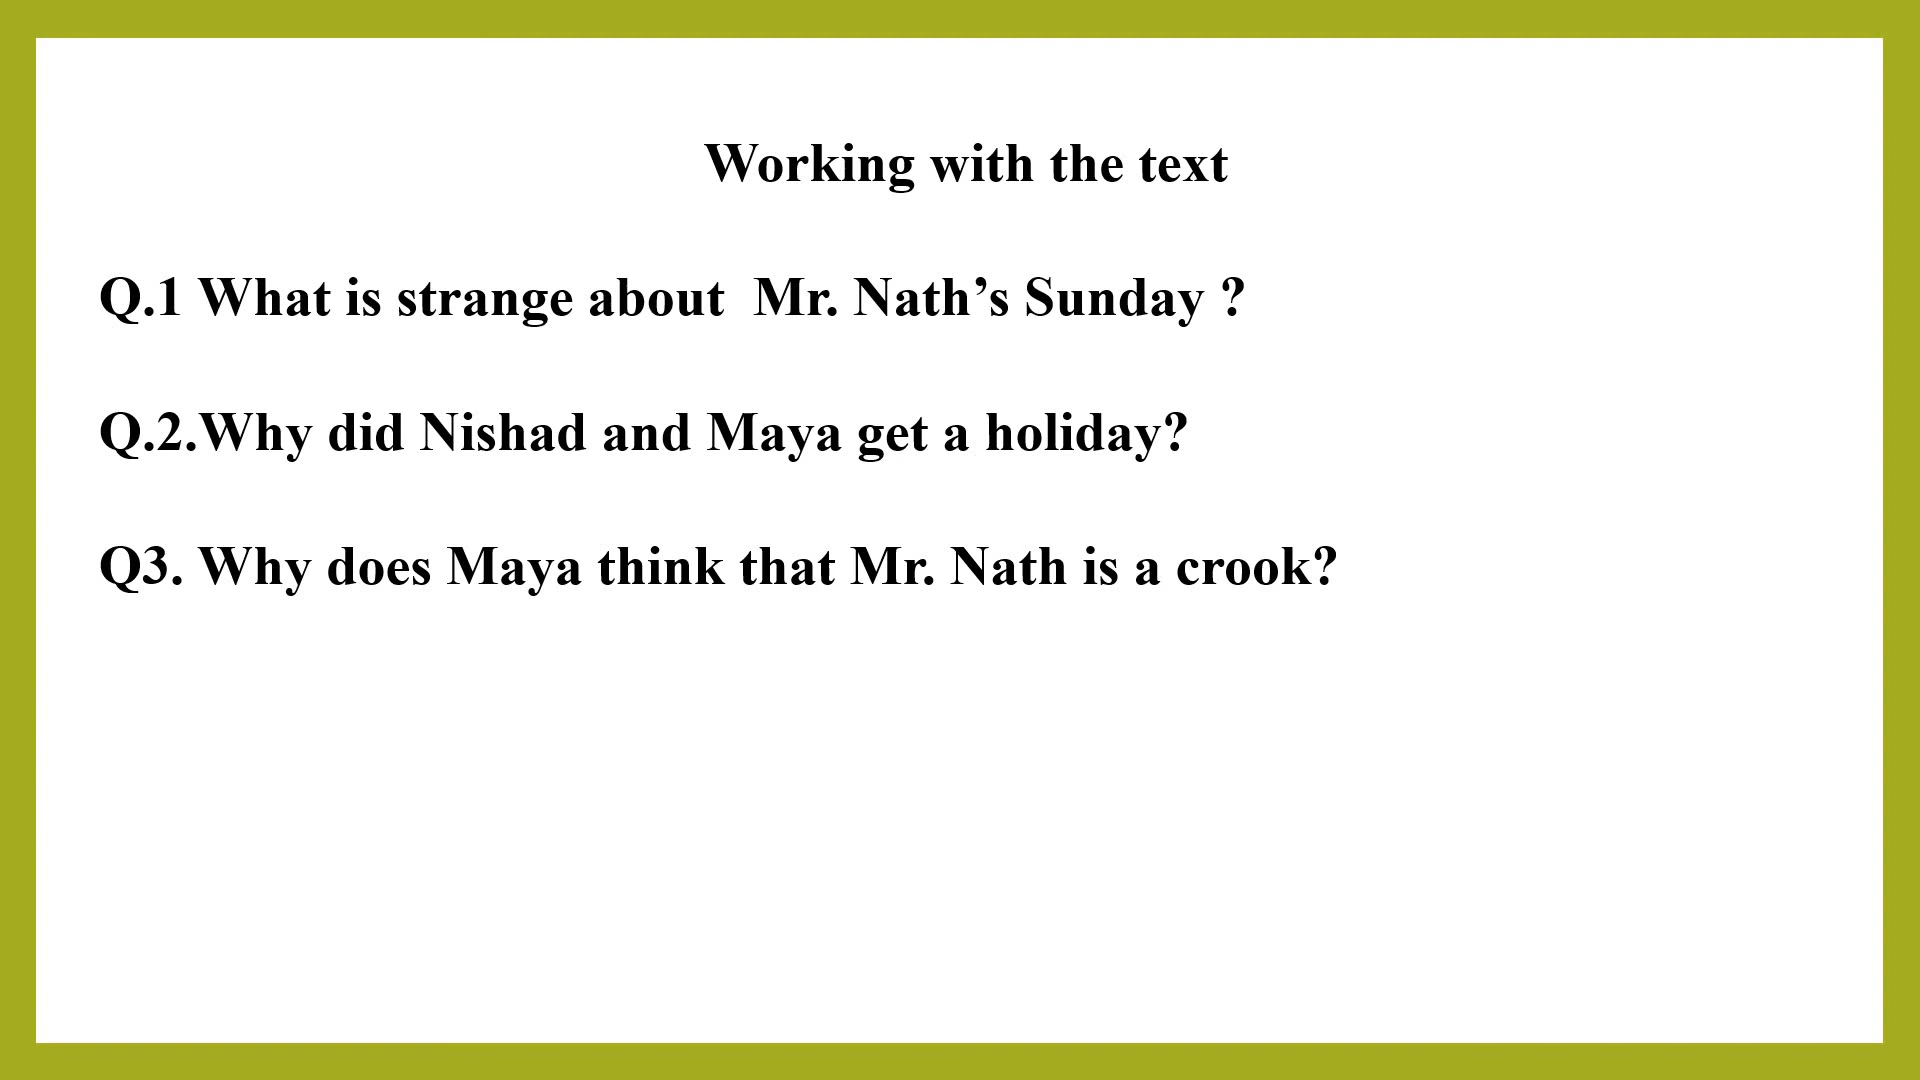 Working with the text
Q.1 What is strange about  Mr. Nath’s Sunday ?
Q.2.Why did Nishad and Maya get a holiday?
Q3. Why does Maya think that Mr. Nath is a crook?